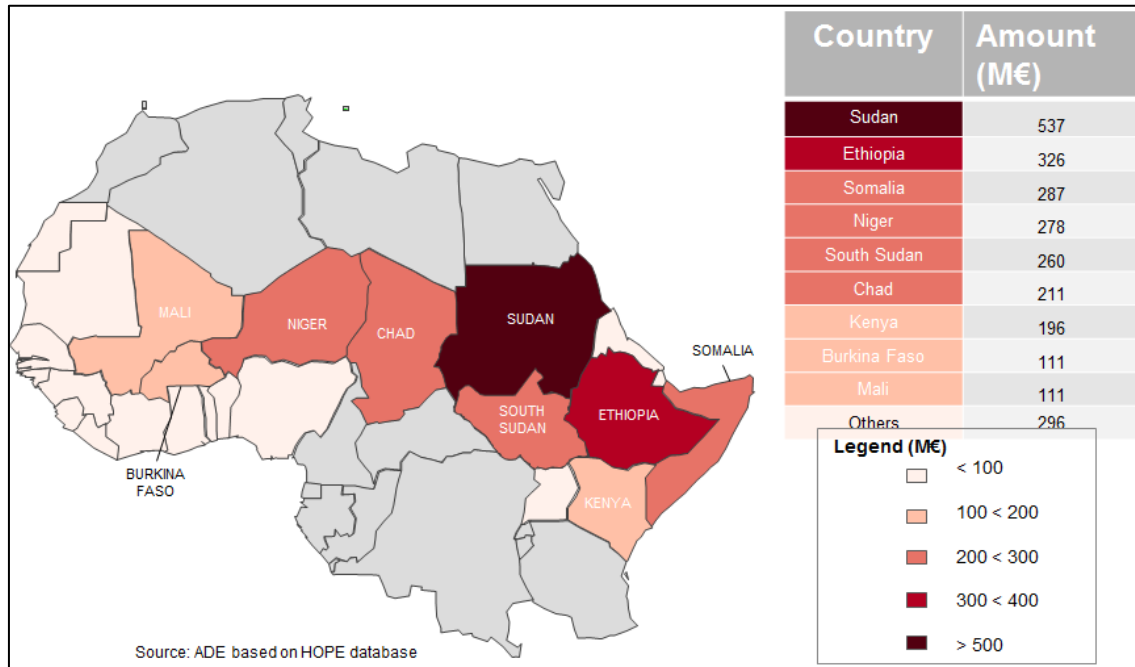 Country Amount
(M€)
Sudan 537
Ethiopia 326
Somalia 287
Niger 278
South Sudan 260
Chad 211
Kenya 196
Burkina Faso 111
Mali 111
Others 296
MALI
NIGER
CHAD
SUDAN
SOMALIA
SOUTH
SUDAN
ETHIOPIA
BURKINA
FASO
KENYA
Legend (M€)
< 100
100 < 200
200 < 300
300 < 400
> 500
Source: ADE based on HOPE database